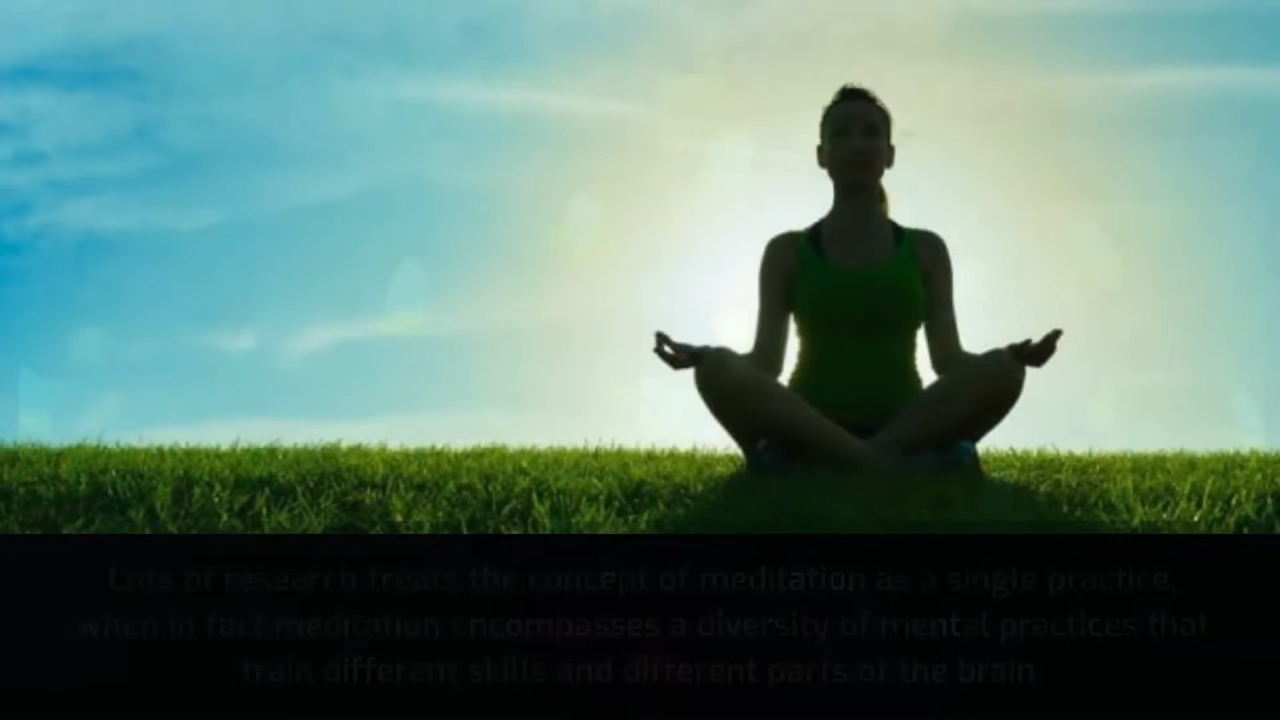 Lots of research treats the concept of meditation as a single practice,
when in fact meditation encompasses a diversity of mental practices that
train different skills and different parts of the brain